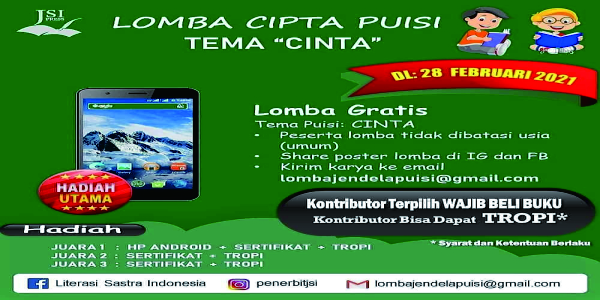 JSI
PRESS
LOMBA CIPTA PUISI
TEMA “CINTA”
DL: 28 FEBRUARI 2021
Lomba Gratis
Tema Puisi: CINTA
• Peserta lomba tidak dibatasi usia
(umum)
• Share poster lomba di IG dan FB
• Kirim karya ke email
lombajendelapuisi@gmail.com
HADIAH
UTAMA
Kontributor Terpilih WAJIB BELI BUKU
Kontributor Bisa Dapat TROPI*
* Syarat dan Ketentuan Berlaku
Hadiah
JUARA 1 : HP ANDROID + SERTIFIKAT + TROPI
JUARA 2 : SERTIFIKAT + TROPI
JUARA 3 : SERTIFIKAT + TROPI
Literasi Sastra Indonesia
penerbitjsi
lombajendelapuisi@gmail.com